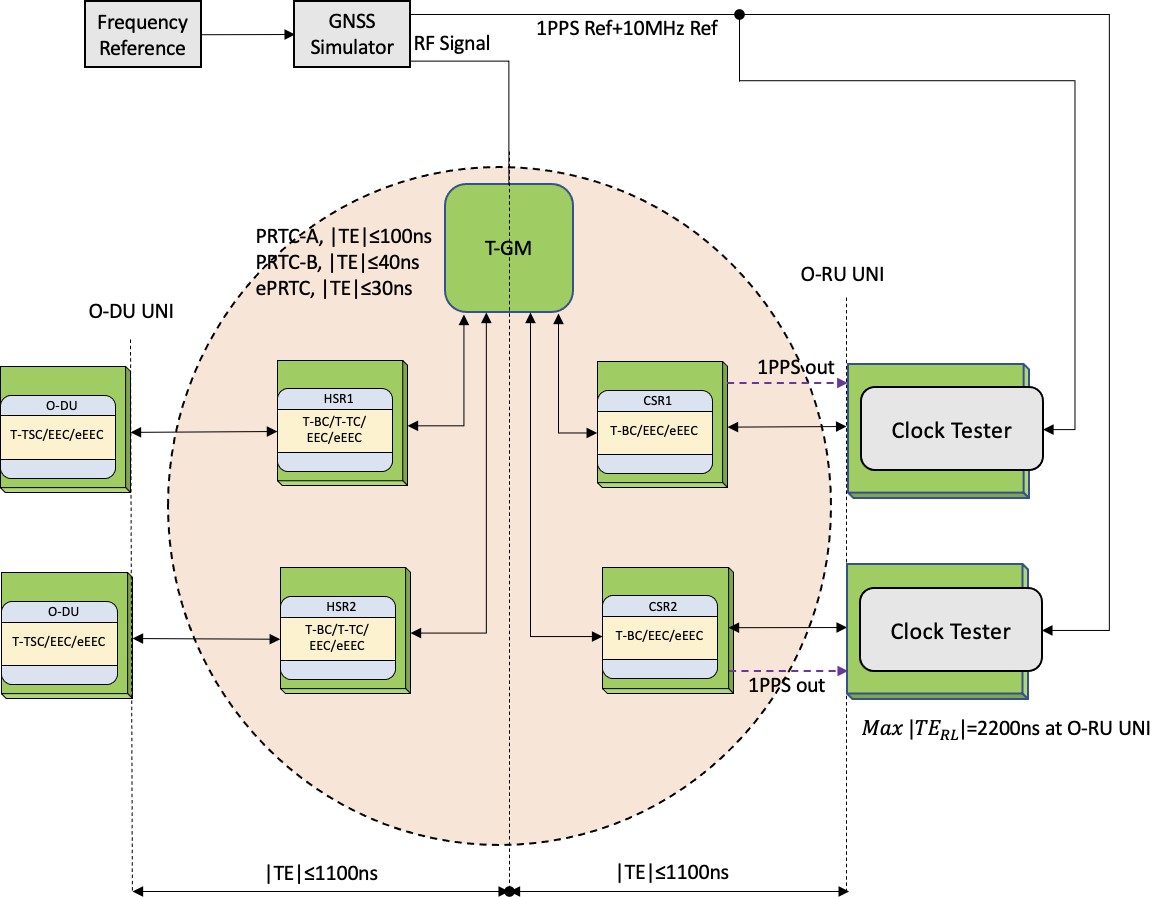 Frequency
Reference
GNSS
Simulator
RF Signal
1PPS Ref+10MHz Ref
T-GM
PRTC-A, |TE|≤100ns
PRTC-B, |TE|≤40ns
ePRTC, |TE|≤30ns
O-DU UNI
O-RU UNI
O-DU
T-TSC/EEC/eEEC
HSR1
T-BC/T-TC/
EEC/eEEC
CSR1
T-BC/EEC/eEEC
1PPS out
Clock Tester
O-DU
T-TSC/EEC/eEEC
HSR2
T-BC/T-TC/
EEC/eEEC
CSR2
T-BC/EEC/eEEC
1PPS out
Clock Tester
Max |TE_RL|=2200ns at O-RU UNI
|TE|≤1100ns
|TE|≤1100ns